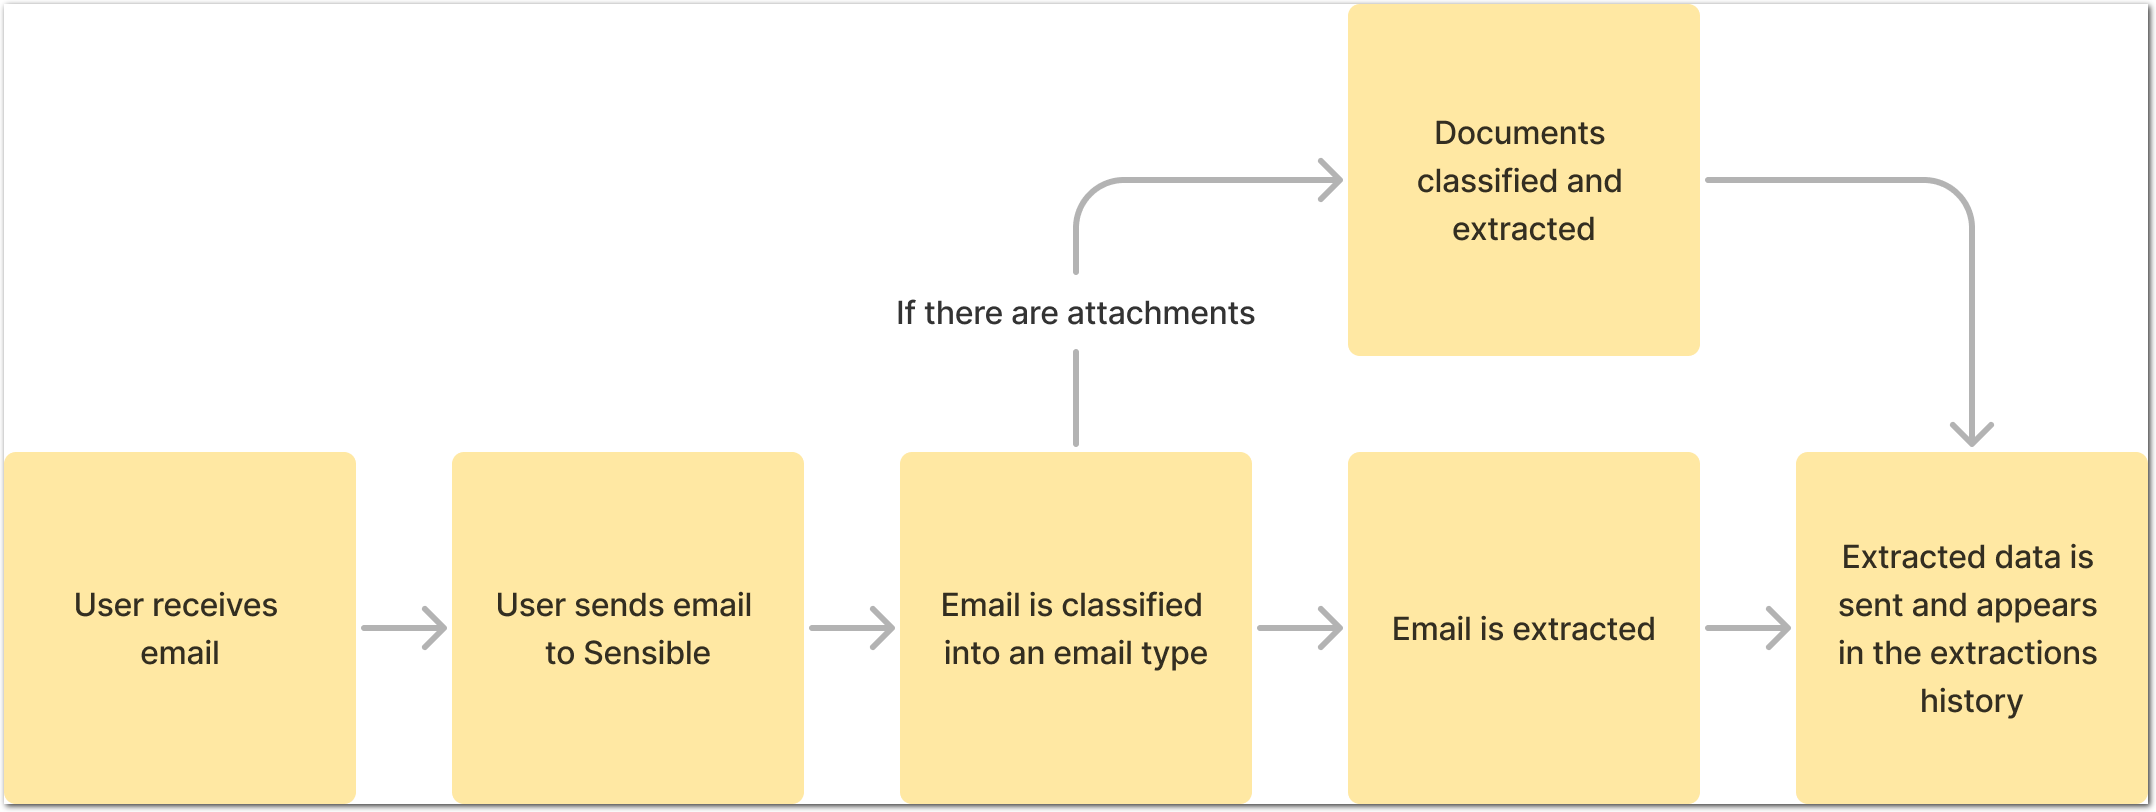 Documents
classified and
extracted
If there are attachments
User receives
email
User sends email
to Sensible
Email is classified
into an email type
Email is extracted
Extracted data is
sent and appears
in the extractions
history